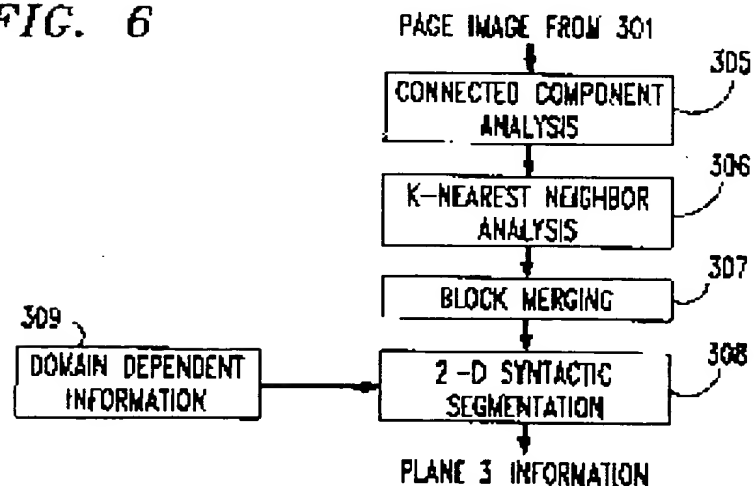 FIG. 6
PAGE IMAGE FROM 301
305
CONNECTED COMPONENT
ANALYSIS
306
K-NEAREST NEIGHBOR
ANALYSIS
307
BLOCK MERGING
309
DOMAIN DEPENDENT
INFORMATION
308
2-D SYNTACTIC
SEGMENTATION
PLANE 3 INFORMATION